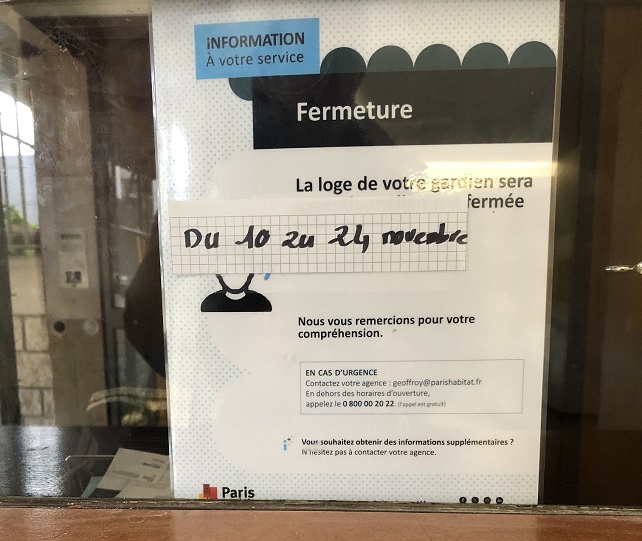 INFORMATION
À votre service
Fermeture
La loge de votre gardien sera
fermée
Du 10 au 24 novembre
Nous vous remercions pour votre
compréhension.
EN CAS D'URGENCE
Contactez votre agence : geoffroy@parishabitat.fr
En dehors des horaires d'ouverture,
appelez le 0 800 00 20 22. (l'appel est gratuit)
Vous souhaitez obtenir des informations supplémentaires ?
N'hésitez pas à contacter votre agence.
Paris